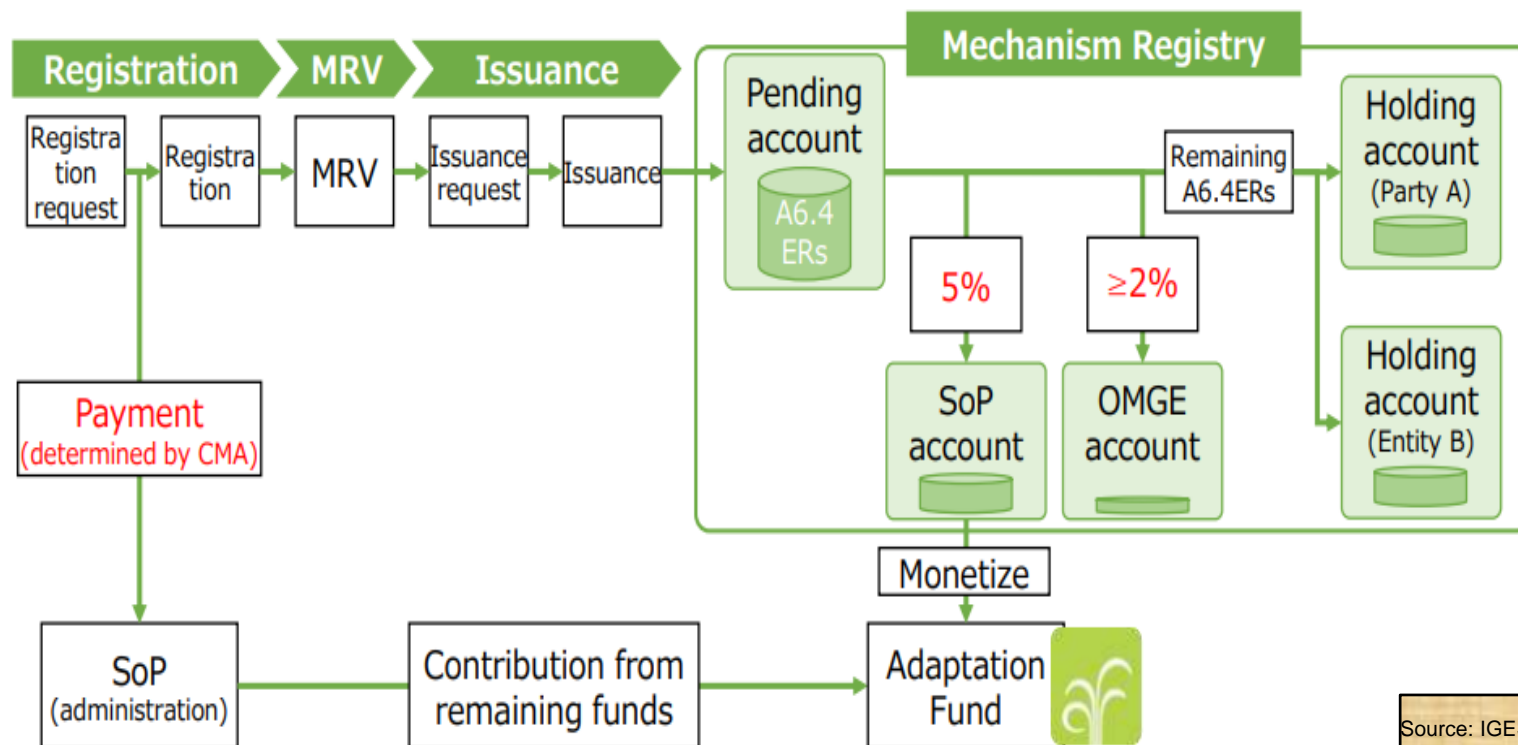 Registration
MRV
Issuance
Mechanism Registry
Registra
tion
request
Registra
tion
MRV
Issuance
request
Issuance
Pending
account
A6.4
ERs
Remaining
A6.4ERs
Holding
account
(Party A)
5%
≥2%
Holding
account
(Entity B)
Payment
(determined by CMA)
SoP
account
OMGE
account
Monetize
SoP
(administration)
Contribution from
remaining funds
Adaptation
Fund
Source: IGE